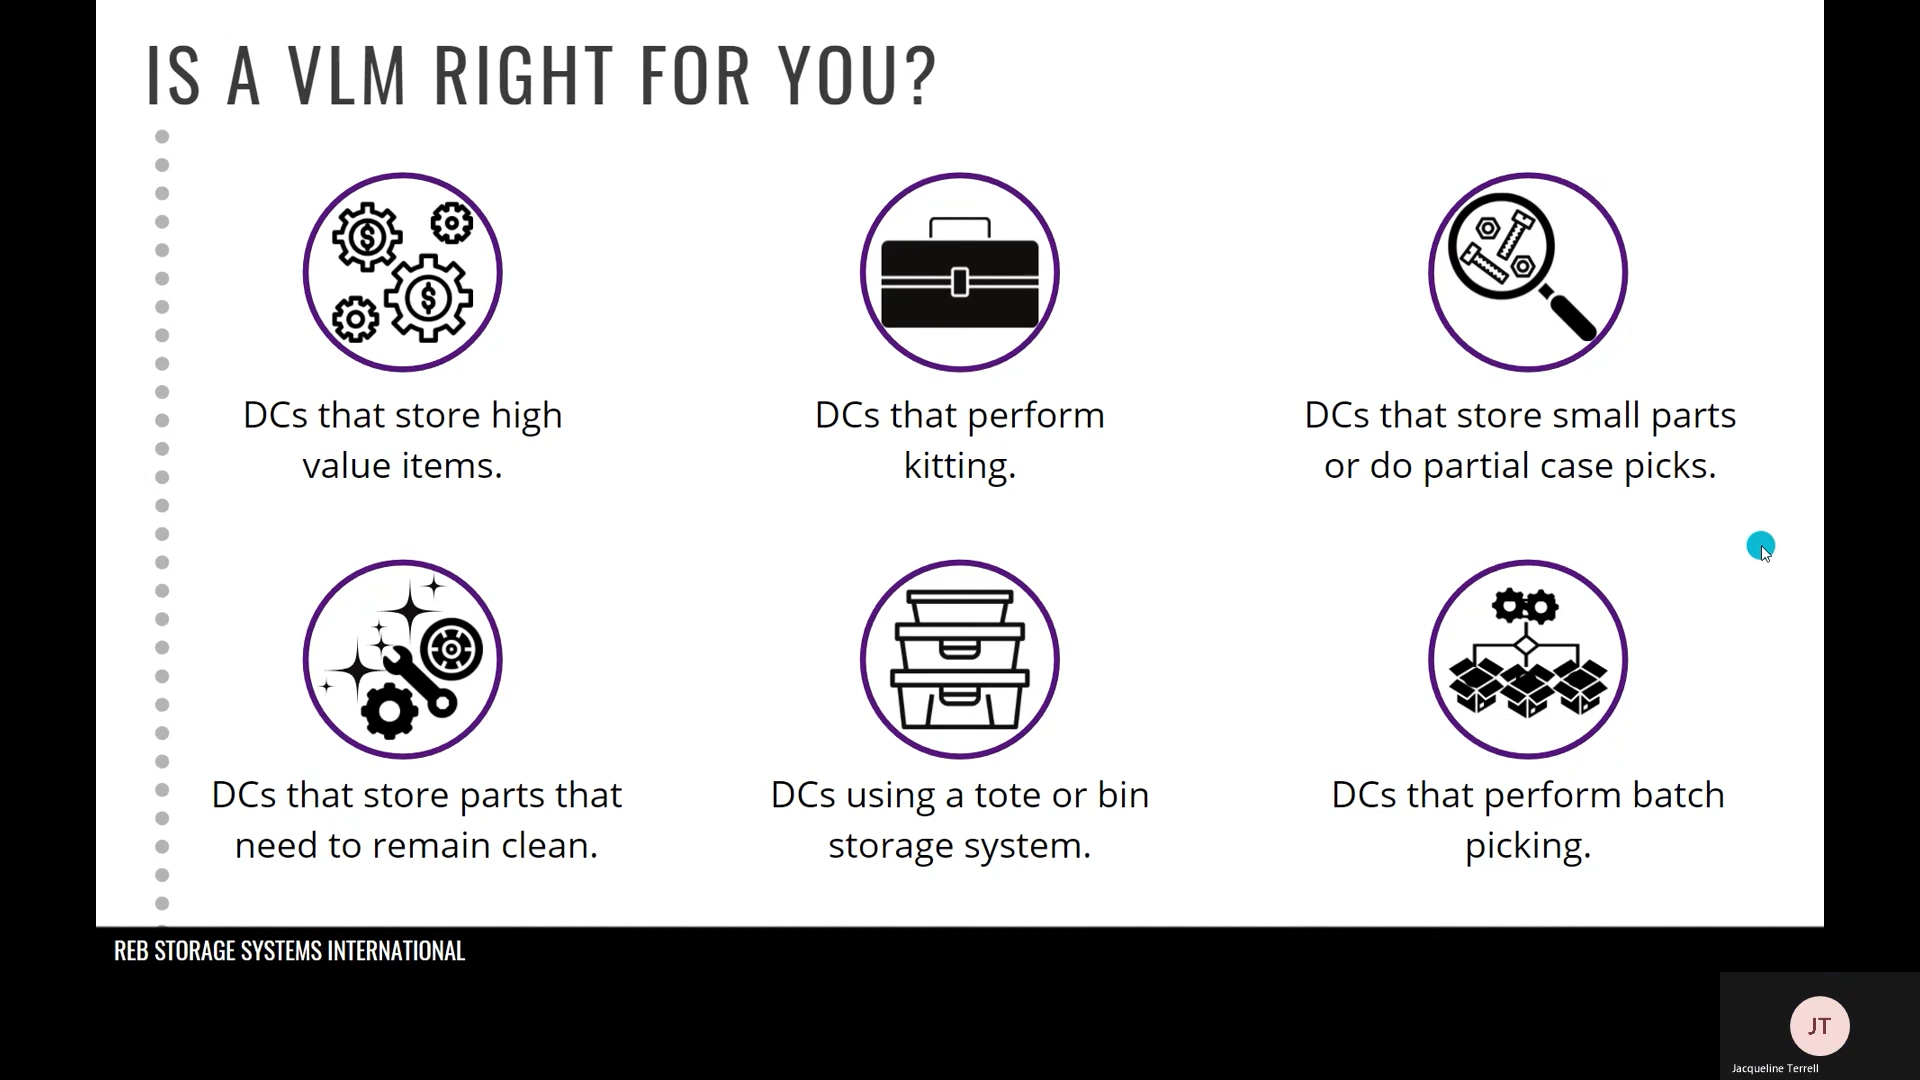 IS A VLM RIGHT FOR YOU?
$
$
DCs that store high
value items.
DCs that perform
kitting.
DCs that store small parts
or do partial case picks.
DCs that store parts that
need to remain clean.
DCs using a tote or bin
storage system.
DCs that perform batch
picking.
REB STORAGE SYSTEMS INTERNATIONAL
JT
Jacqueline Terrell